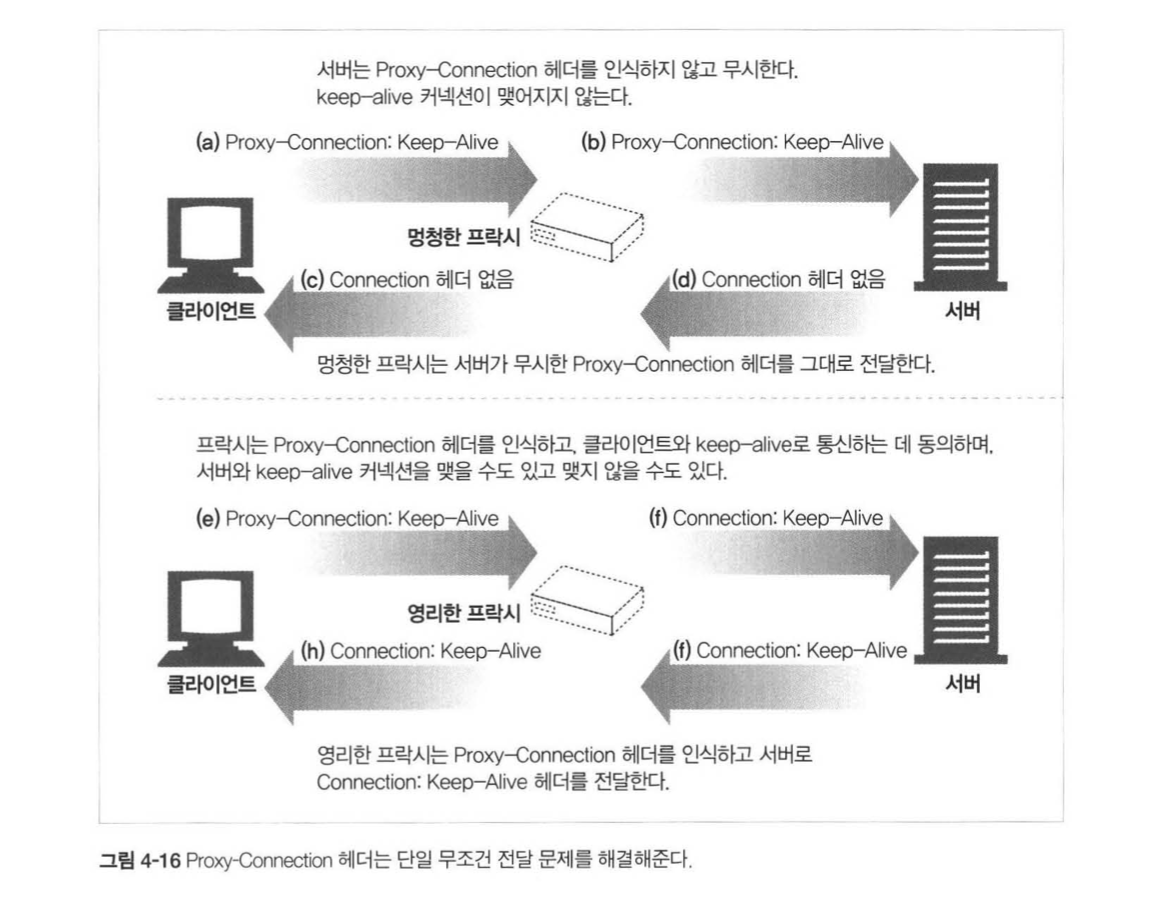 서버는 Proxy-Connection 헤더를 인식하지 않고 무시한다.
keep-alive 커넥션이 맺어지지 않는다.
(a) Proxy-Connection: Keep-Alive
(b) Proxy-Connection: Keep-Alive
멍청한 프락시
(c) Connection 헤더 없음
(d) Connection 헤더 없음
클라이언트
서버
멍청한 프락시는 서버가 무시한 Proxy-Connection 헤더를 그대로 전달한다.
프락시는 Proxy-Connection 헤더를 인식하고, 클라이언트와 keep-alive로 통신하는 데 동의하며,
서버와 keep-alive 커넥션을 맺을 수도 있고 맺지 않을 수도 있다.
(e) Proxy-Connection: Keep-Alive
(f) Connection: Keep-Alive
영리한 프락시
(h) Connection: Keep-Alive
(f) Connection: Keep-Alive
클라이언트
서버
영리한 프락시는 Proxy-Connection 헤더를 인식하고 서버로
Connection: Keep-Alive 헤더를 전달한다.
그림 4-16 Proxy-Connection 헤더는 단일 무조건 전달 문제를 해결해준다.